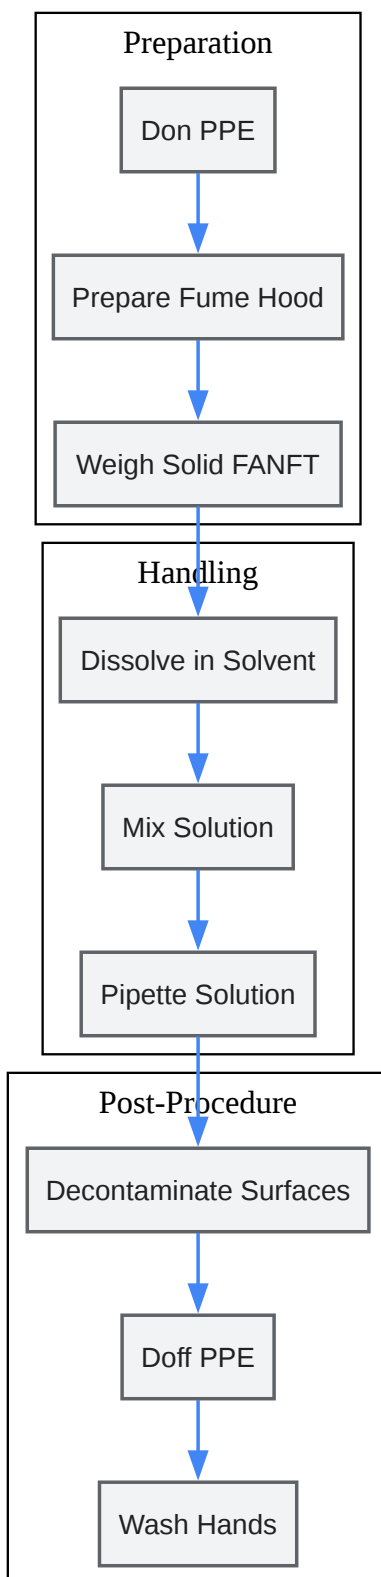 Preparation
Don PPE
Prepare Fume Hood
Weigh Solid FANFT
Handling
Dissolve in Solvent
Mix Solution
Pipette Solution
Post-Procedure
Decontaminate Surfaces
Doff PPE
Wash Hands